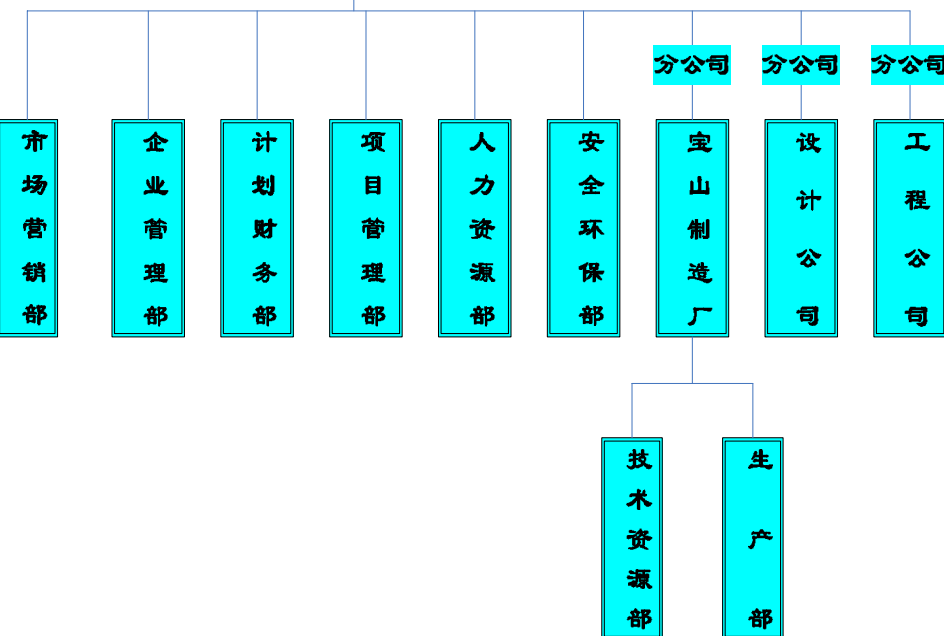 分公司
分公司
分公司
市场营销部
企业管理部
计划财务部
项目管理部
人力资源部
安全环保部
宝山制造厂
设计公司
工程公司
技术资源部
生产部